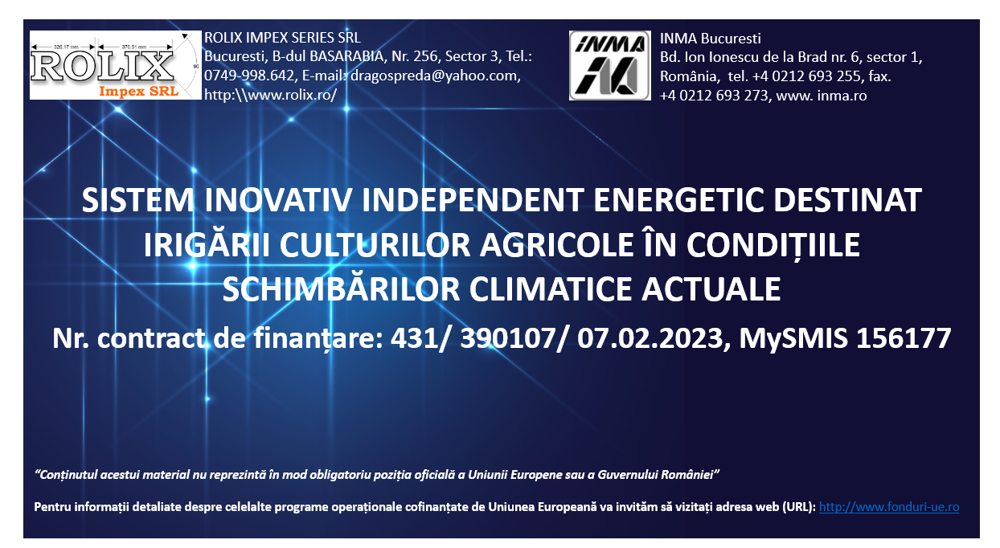 320.17 mm
370.51 mm
90
ROLIX
Impex SRL
ROLIX IMPEX SERIES SRL
Bucuresti, B-dul BASARABIA, Nr. 256, Sector 3, Tel.:
0749-998.642, E-mail: dragospreda@yahoo.com,
http:\\www.rolix.ro/
INMA
INMA Bucuresti
Bd. Ion Ionescu de la Brad nr. 6, sector 1,
România, tel. +4 0212 693 255, fax.
+4 0212 693 273, www. inma.ro
SISTEM INOVATIV INDEPENDENT ENERGETIC DESTINAT
IRIGĂRII CULTURILOR AGRICOLE ÎN CONDIȚIILE
SCHIMBĂRILOR CLIMATICE ACTUALE
Nr. contract de finanțare: 431/ 390107/ 07.02.2023, MySMIS 156177
“Conținutul acestui material nu reprezintă în mod obligatoriu poziția oficială a Uniunii Europene sau a Guvernului României”
Pentru informații detaliate despre celelalte programe operaționale cofinanțate de Uniunea Europeană va invităm să vizitați adresa web (URL): http://www.fonduri-ue.ro